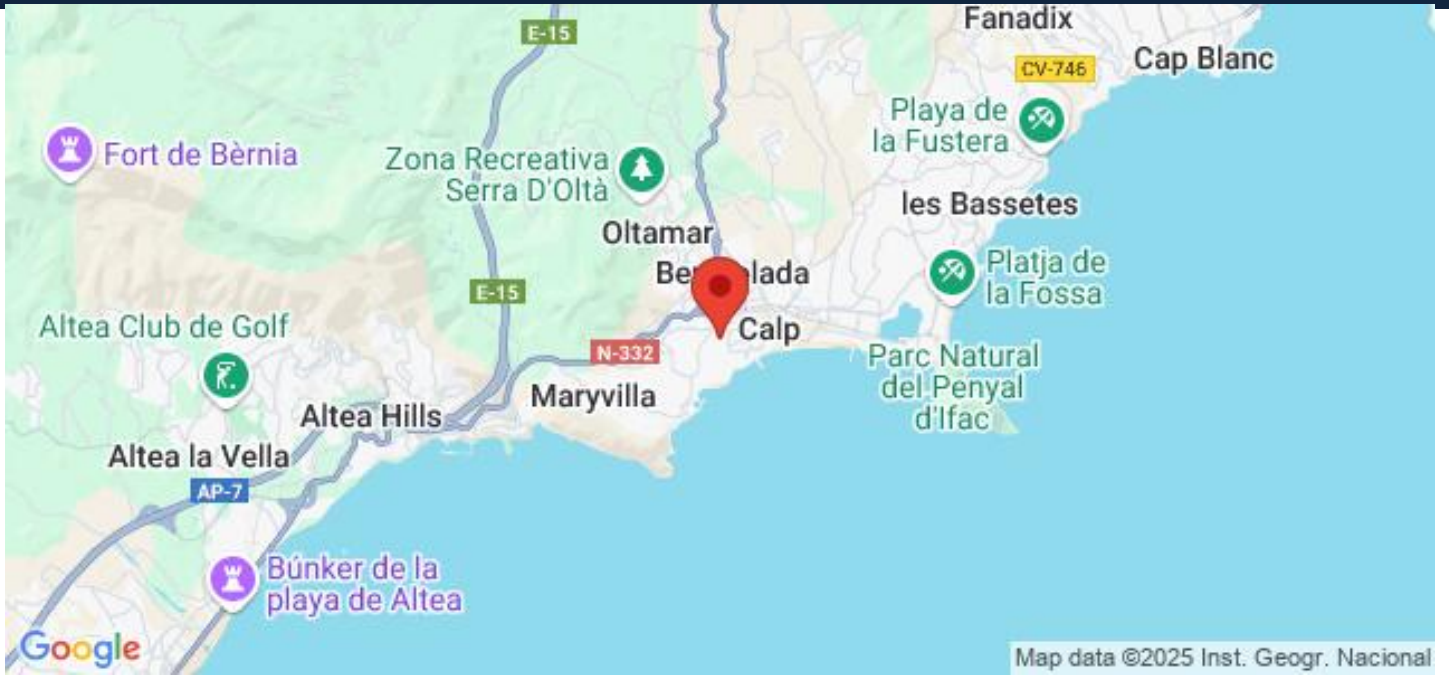 Fanadix
E-15
CV-746
Cap Blanc
Playa de
la Fustera
Fort de Bèrnia
Zona Recreativa
Serra D'Oltà
les Bassetes
Oltamar
Platja de
la Fossa
E-15
Altea Club de Golf
Calp
N-332
Parc Natural
del Penyal
d'Ifac
Maryvilla
Altea Hills
Altea la Vella
AP-7
Búnker de la
playa de Altea
Google
Map data ©2025 Inst. Geogr. Nacional